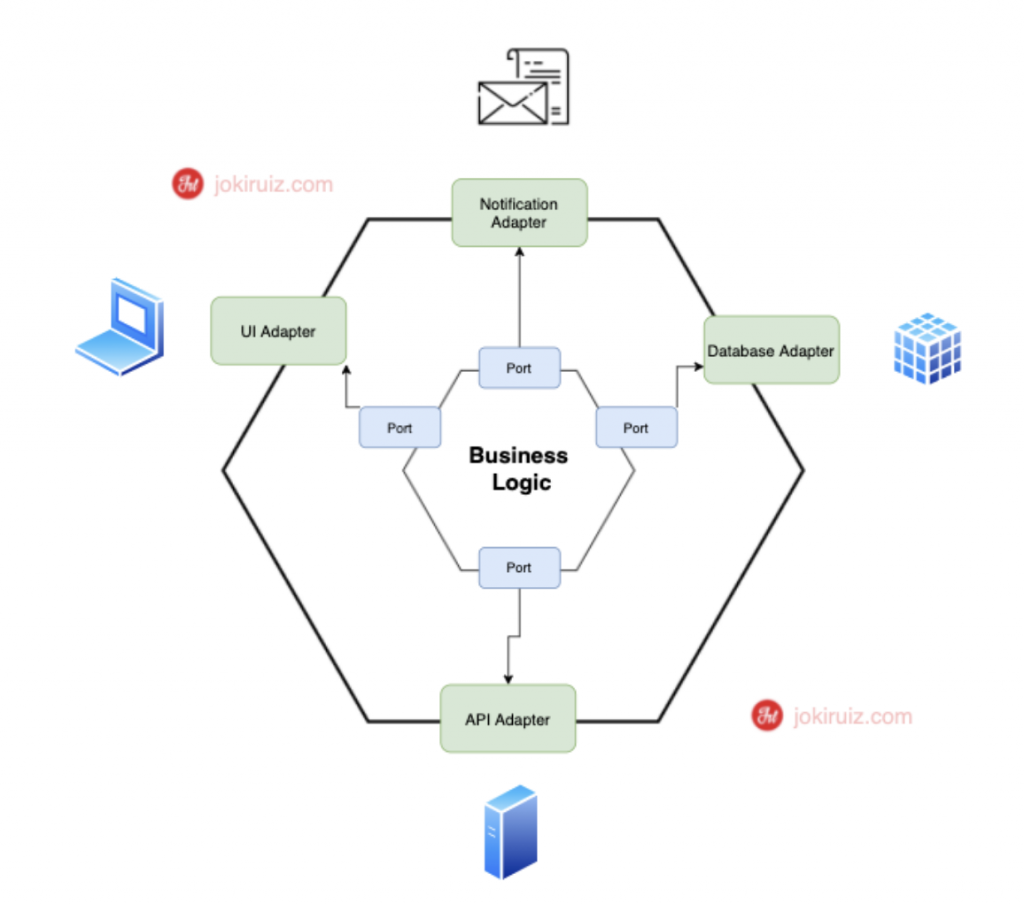 jokiruiz.com
Notification
Adapter
UI Adapter
Database Adapter
Port
Port
Port
Business
Logic
Port
API Adapter
jokiruiz.com